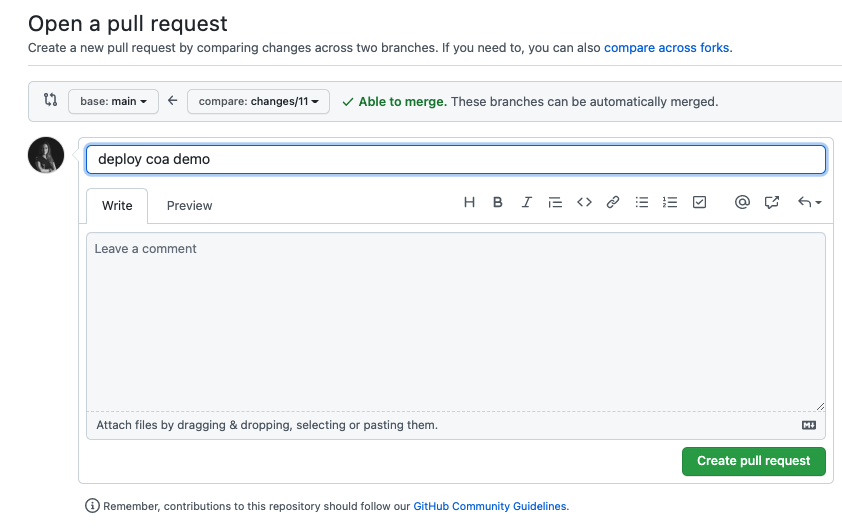 Open a pull request
Create a new pull request by comparing changes across two branches. If you need to, you can also compare across forks.
base: main
compare: changes/11
Able to merge. These branches can be automatically merged.
deploy coa demo
Write
Preview
Leave a comment
Attach files by dragging & dropping, selecting or pasting them.
Create pull request
Remember, contributions to this repository should follow our GitHub Community Guidelines.